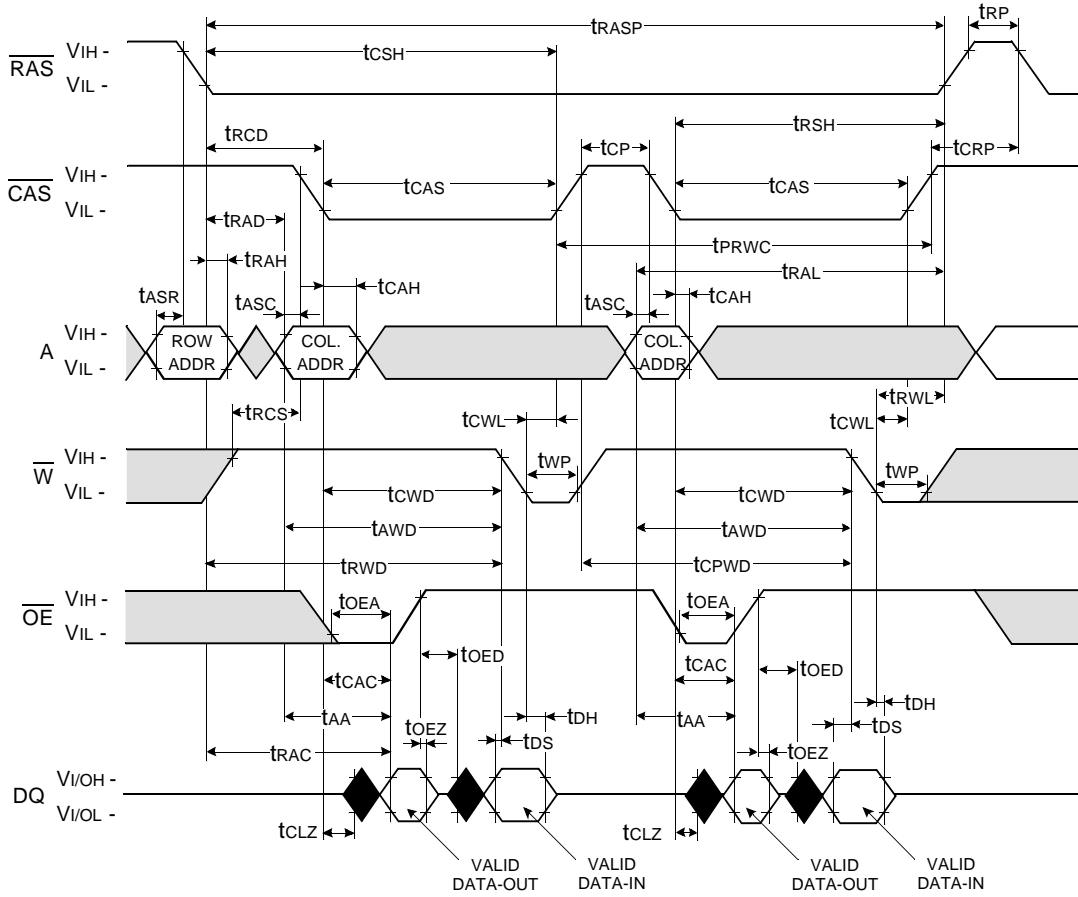 tRASP
tRP
RAS
VIH -
VIL -
tCSH
tRCD
tRSH
tCP
tCRP
CAS
VIH -
VIL -
tCAS
tCAS
tRAD
tPRWC
tRAH
tRAL
tASR
tASC
tCAH
tASC
tCAH
A
VIH -
VIL -
ROW
ADDR
COL.
ADDR
COL.
ADDR
tRCS
tCWL
tRWL
tCWL
W
VIH -
VIL -
tWP
tWP
tCWD
tCWD
tAWD
tAWD
tRWD
tCPWD
OE
VIH -
VIL -
tOEA
tOEA
tOED
tOED
tCAC
tCAC
tAA
tOEZ
tDH
tDS
tAA
tOEZ
tDH
tDS
tRAC
DQ
VI/OH -
VI/OL -
tCLZ
tCLZ
VALID
DATA-OUT
VALID
DATA-IN
VALID
DATA-OUT
VALID
DATA-IN